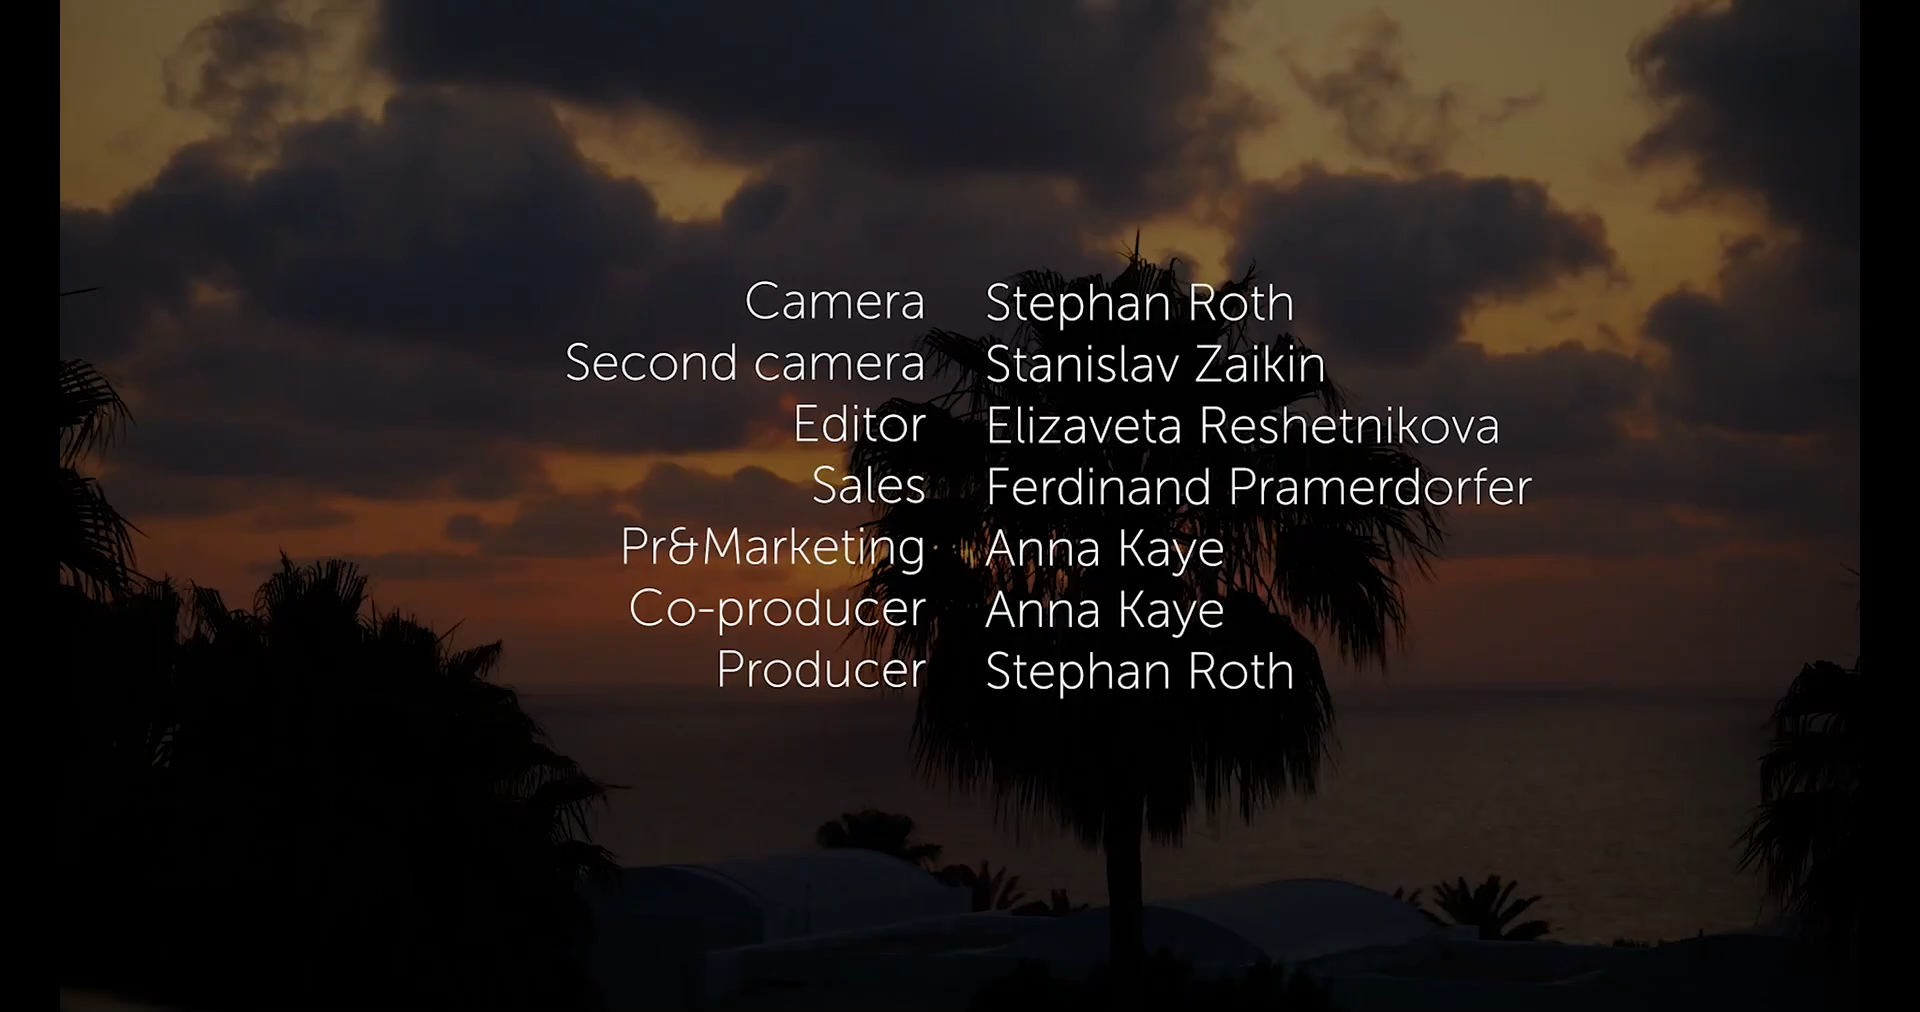 Camera Stephan Roth
Second camera Stanislav Zaikin
Editor Elizaveta Reshetnikova
Sales Ferdinand Pramerdorfer
Pr&Marketing Anna Kaye
Co-producer Anna Kaye
Producer Stephan Roth